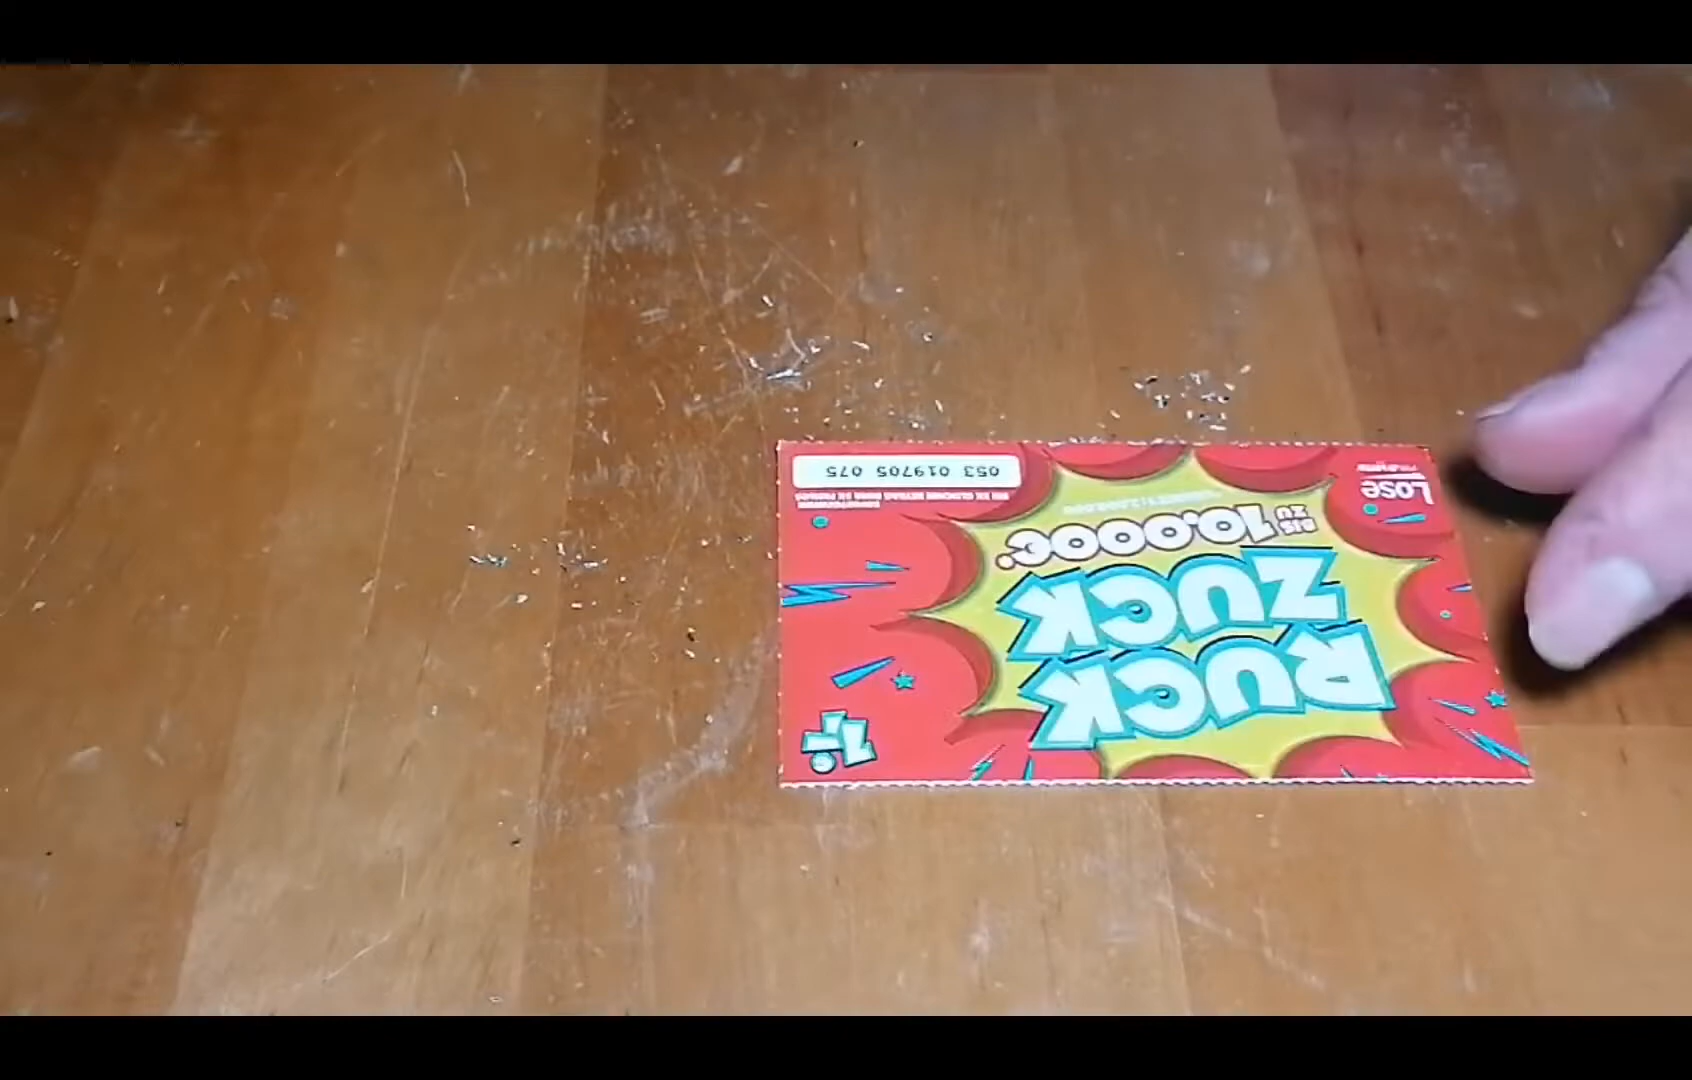 RUCK
ZUCK
BIS ZU 10.000€*
Lose
053 019705 075
1€